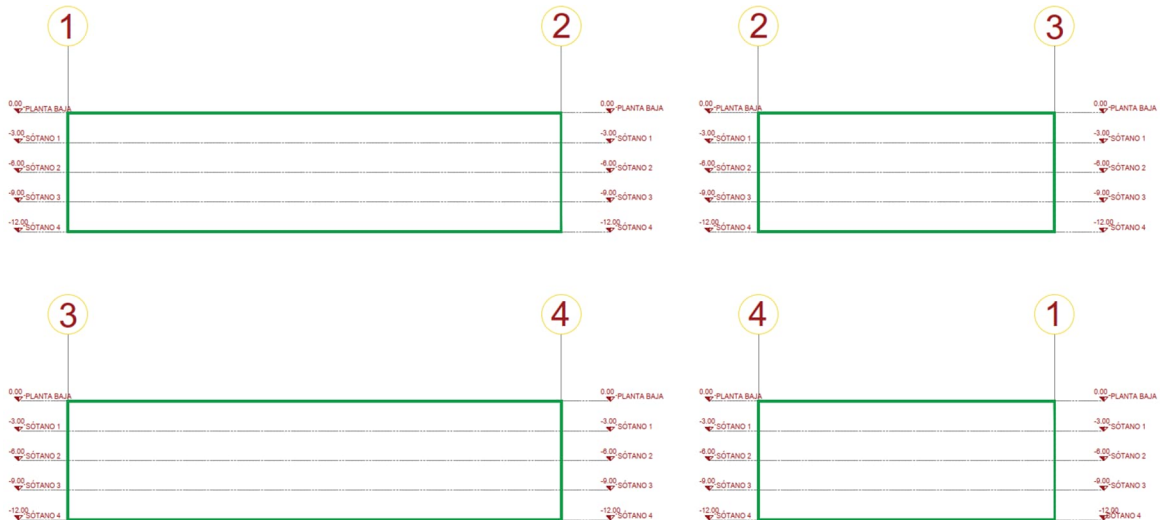 1 2
0.00 PLANTA BAJA 0.00 PLANTA BAJA
-3.00 SÓTANO 1 -3.00 SÓTANO 1
-6.00 SÓTANO 2 -6.00 SÓTANO 2
-9.00 SÓTANO 3 -9.00 SÓTANO 3
-12.00 SÓTANO 4 -12.00 SÓTANO 4
2 3
0.00 PLANTA BAJA 0.00 PLANTA BAJA
-3.00 SÓTANO 1 -3.00 SÓTANO 1
-6.00 SÓTANO 2 -6.00 SÓTANO 2
-9.00 SÓTANO 3 -9.00 SÓTANO 3
-12.00 SÓTANO 4 -12.00 SÓTANO 4
3 4
0.00 PLANTA BAJA 0.00 PLANTA BAJA
-3.00 SÓTANO 1 -3.00 SÓTANO 1
-6.00 SÓTANO 2 -6.00 SÓTANO 2
-9.00 SÓTANO 3 -9.00 SÓTANO 3
-12.00 SÓTANO 4 -12.00 SÓTANO 4
4 1
0.00 PLANTA BAJA 0.00 PLANTA BAJA
-3.00 SÓTANO 1 -3.00 SÓTANO 1
-6.00 SÓTANO 2 -6.00 SÓTANO 2
-9.00 SÓTANO 3 -9.00 SÓTANO 3
-12.00 SÓTANO 4 -12.00 SÓTANO 4